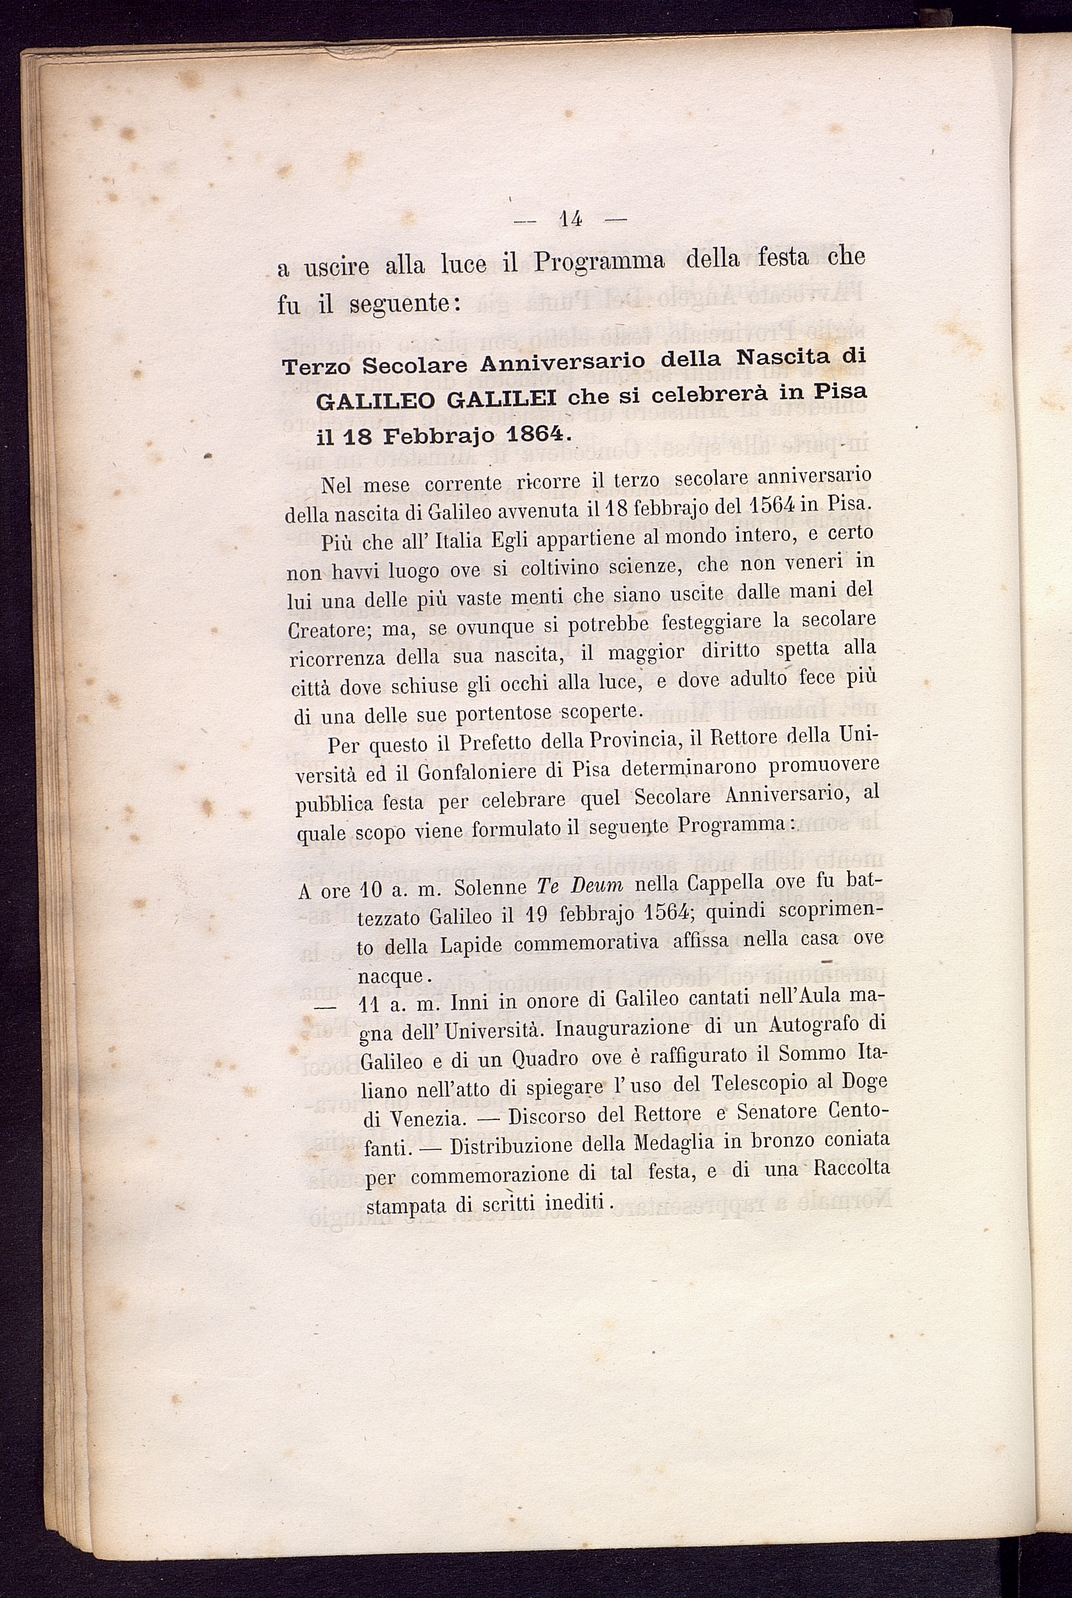 — 14 —
a uscire alla luce il Programma della festa che
fu il seguente:
Terzo Secolare Anniversario della Nascita di
GALILEO GALILEI che si celebrerà in Pisa
il 18 Febbrajo 1864.
Nel mese corrente ricorre il terzo secolare anniversario
della nascita di Galileo avvenuta il 18 febbrajo del 1564 in Pisa.
Più che all' Italia Egli appartiene al mondo intero, e certo
non havvi luogo ove si coltivino scienze, che non veneri in
lui una delle più vaste menti che siano uscite dalle mani del
Creatore; ma, se ovunque si potrebbe festeggiare la secolare
ricorrenza della sua nascita, il maggior diritto spetta alla
città dove schiuse gli occhi alla luce, e dove adulto fece più
di una delle sue portentose scoperte.
Per questo il Prefetto della Provincia, il Rettore della Uni-
versità ed il Gonfaloniere di Pisa determinarono promuovere
pubblica festa per celebrare quel Secolare Anniversario, al
quale scopo viene formulato il seguente Programma:
A ore 10 a. m. Solenne Te Deum nella Cappella ove fu bat-
tezzato Galileo il 19 febbrajo 1564; quindi scoprimen-
to della Lapide commemorativa affissa nella casa ove
nacque.
— 11 a. m. Inni in onore di Galileo cantati nell'Aula ma-
gna dell' Università. Inaugurazione di un Autografo di
Galileo e di un Quadro ove è raffigurato il Sommo Ita-
liano nell'atto di spiegare l'uso del Telescopio al Doge
di Venezia. — Discorso del Rettore e Senatore Cento-
fanti. — Distribuzione della Medaglia in bronzo coniata
per commemorazione di tal festa, e di una Raccolta
stampata di scritti inediti.